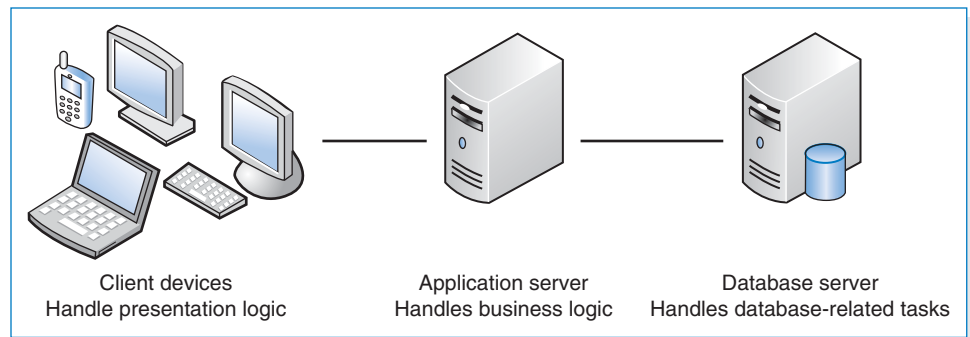 Client devices
Handle presentation logic
Application server
Handles business logic
Database server
Handles database-related tasks